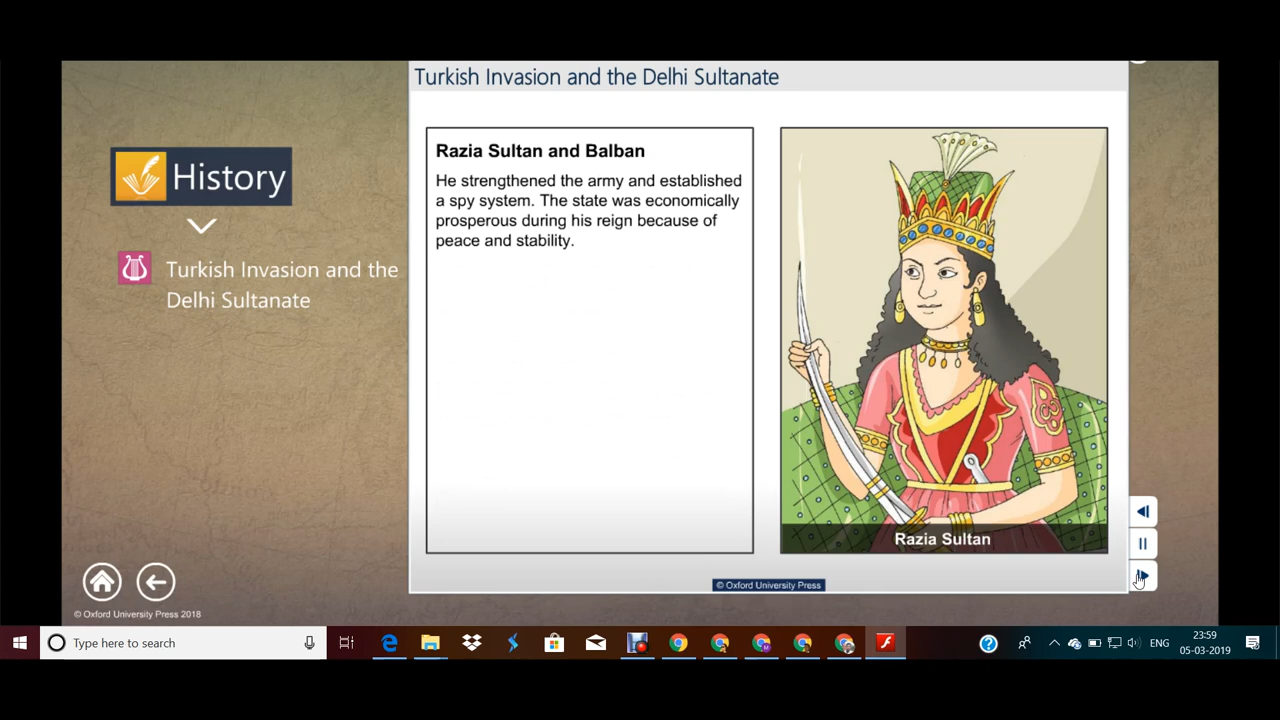 Turkish Invasion and the Delhi Sultanate
History
Turkish Invasion and the
Delhi Sultanate
Razia Sultan and Balban
He strengthened the army and established
a spy system. The state was economically
prosperous during his reign because of
peace and stability.
Razia Sultan
© Oxford University Press
© Oxford University Press 2018
Type here to search
ENG
23:59
05-03-2019